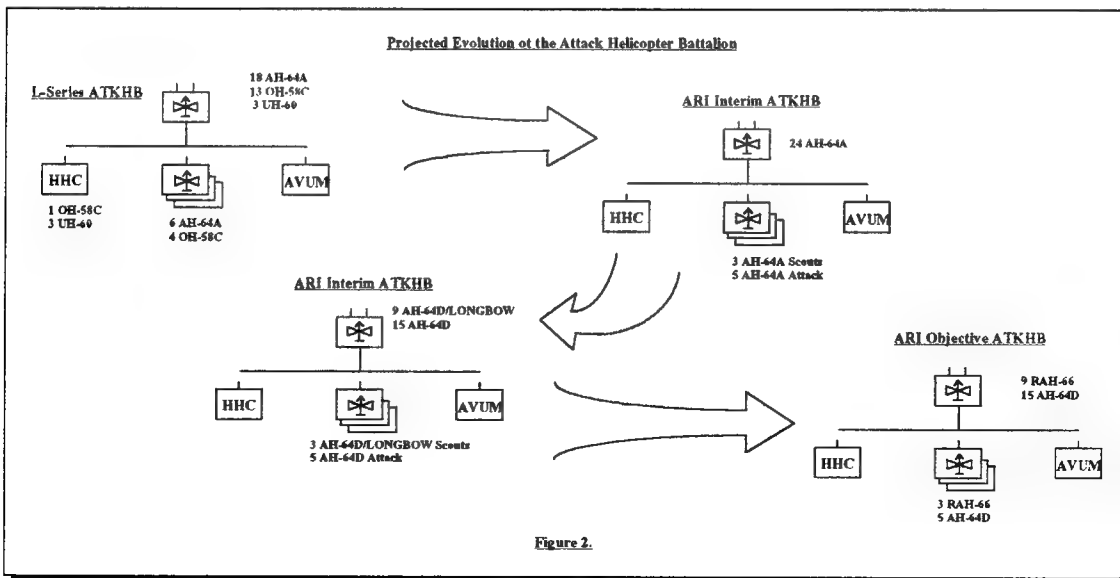 Projected Evolution ot the Attack Helicopter Battalion
L-Series ATKHB
18 AH-64A
13 OH-58C
3 UH-60
HHC
AVUM
1 OH-58C
3 UH-60
6 AH-64A
4 OH-58C
ARI Interim ATKHB
24 AH-64A
HHC
AVUM
3 AH-64A Scouts
5 AH-64A Attack
ARI Interim ATKHB
9 AH-64D/LONGBOW
15 AH-64D
HHC
AVUM
3 AH-64D/LONGBOW Scouts
5 AH-64D Attack
ARI Objective ATKHB
9 RAH-66
15 AH-64D
HHC
AVUM
3 RAH-66
5 AH-64D
Figure 2.